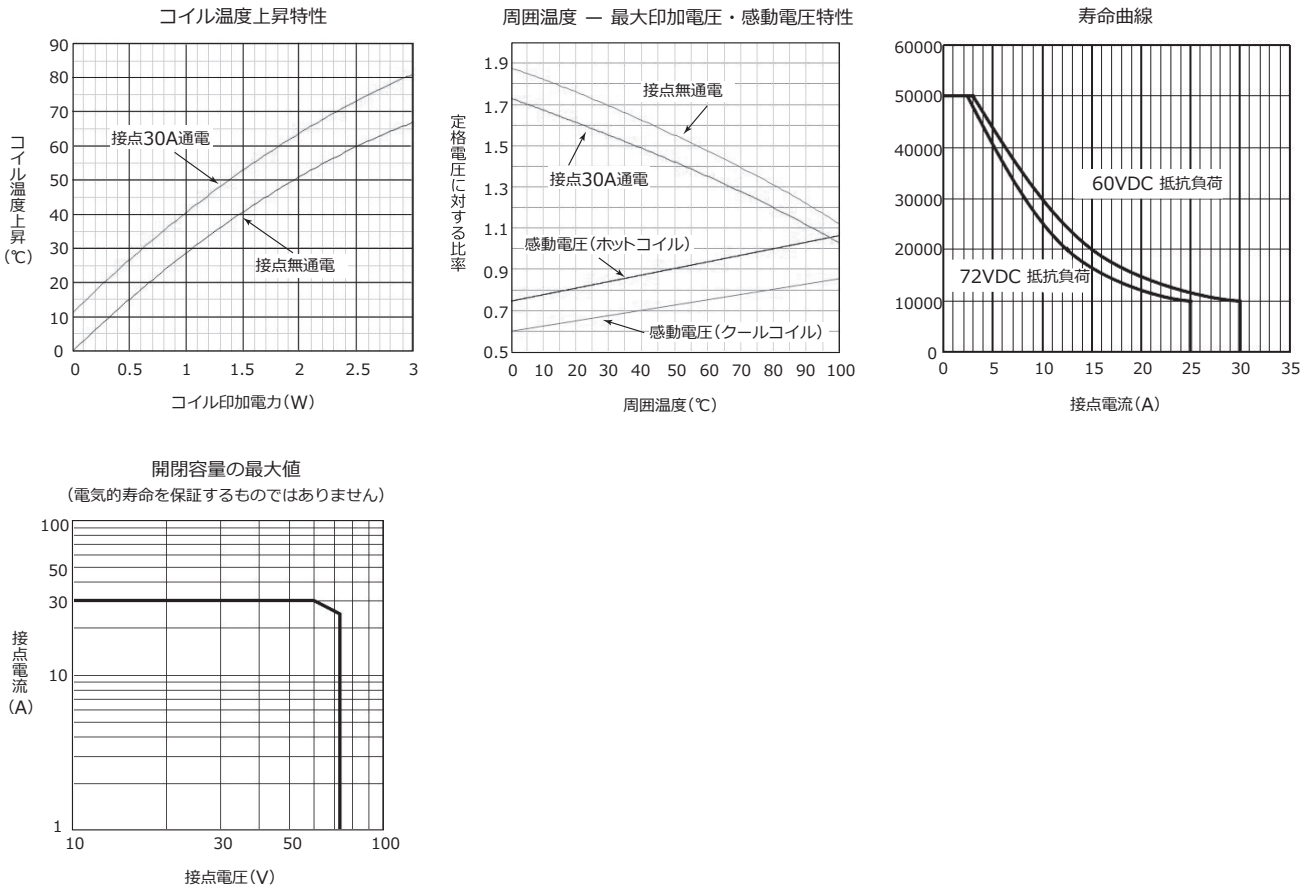 コイル温度上昇特性
90
80
70
60
50
40
30
20
10
0
コイル温度上昇
(℃)
接点30A通電
接点無通電
0 0.5 1 1.5 2 2.5 3
コイル印加電力(W)
周囲温度 — 最大印加電圧・感動電圧特性
1.9
1.7
1.5
1.3
1.1
0.9
0.7
0.5
定格電圧に対する比率
接点無通電
接点30A通電
感動電圧(ホットコイル)
感動電圧(クールコイル)
0 10 20 30 40 50 60 70 80 90 100
周囲温度(℃)
寿命曲線
60000
50000
40000
30000
20000
10000
0
60VDC 抵抗負荷
72VDC 抵抗負荷
0 5 10 15 20 25 30 35
接点電流(A)
開閉容量の最大値
(電気的寿命を保証するものではありません)
100
50
30
10
1
接点電流
(A)
10 30 50 100
接点電圧(V)